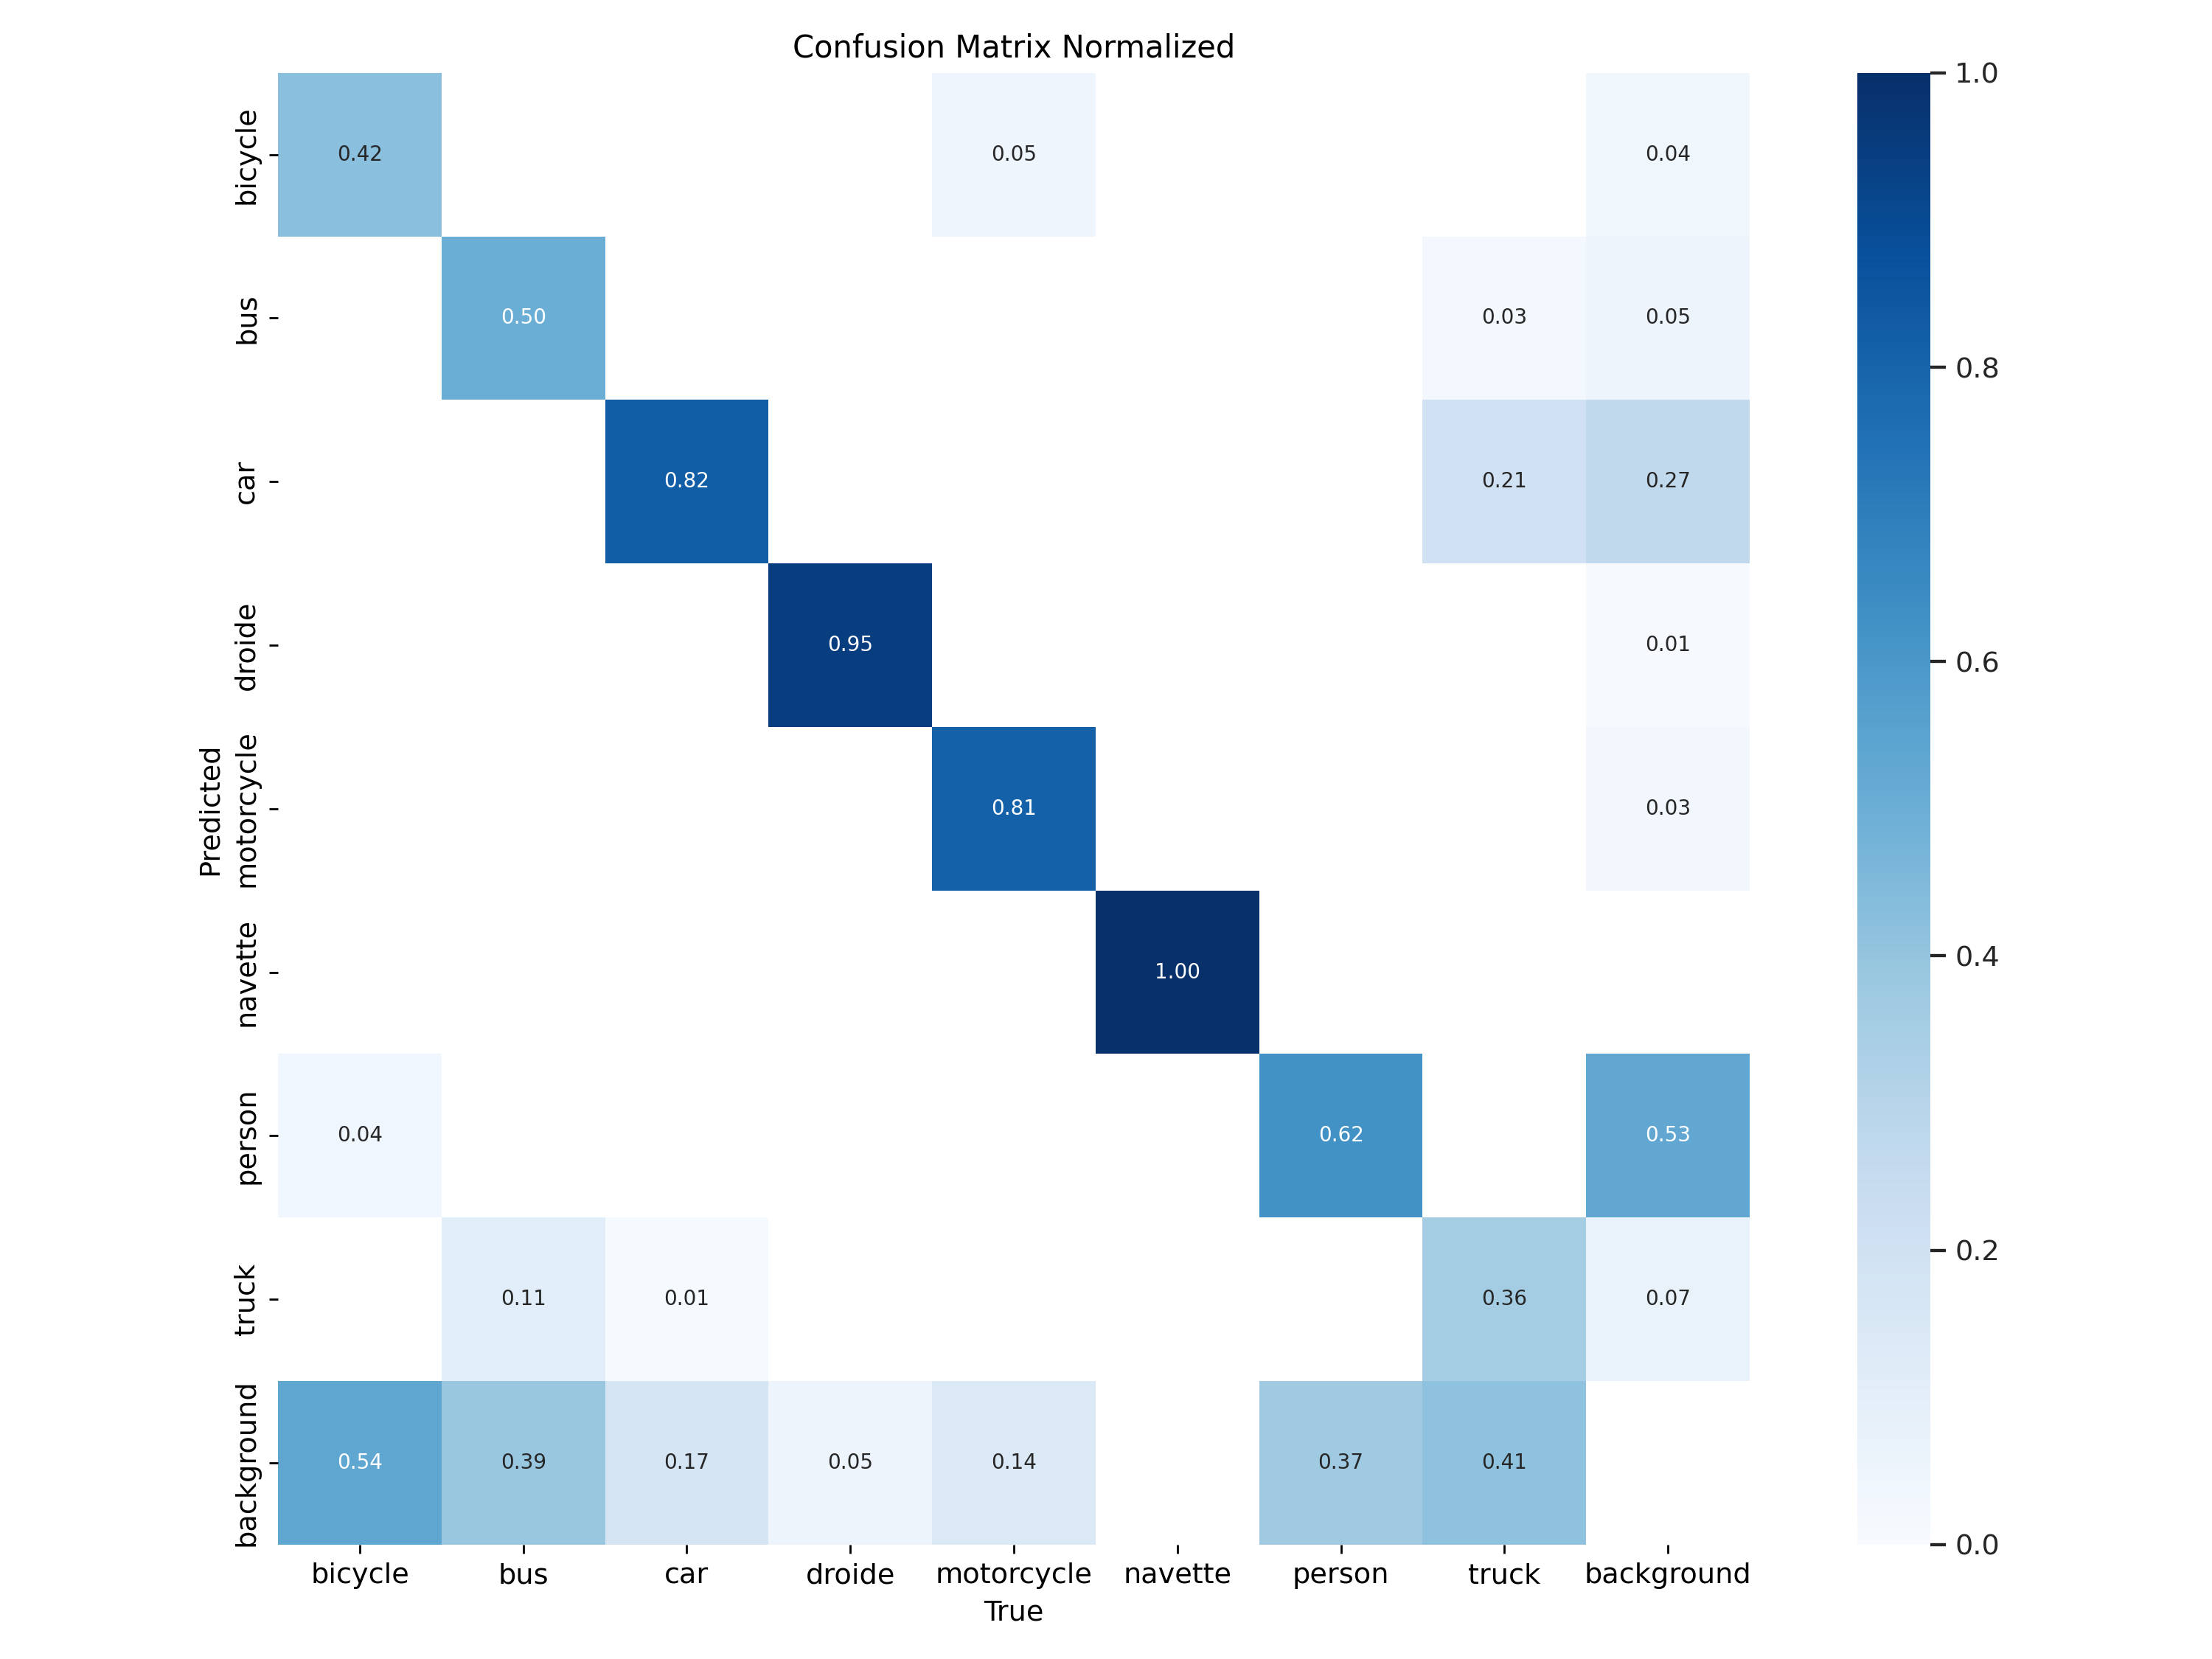 Confusion Matrix Normalized
bicycle 0.42 0.05 0.04
bus 0.50 0.03 0.05
car 0.82 0.21 0.27
droide 0.95 0.01
motorcycle 0.81 0.03
navette 1.00
person 0.04 0.62 0.53
truck 0.11 0.01 0.36 0.07
background 0.54 0.39 0.17 0.05 0.14 0.37 0.41
Predicted
bicycle bus car droide motorcycle navette person truck background
True
1.0
0.8
0.6
0.4
0.2
0.0